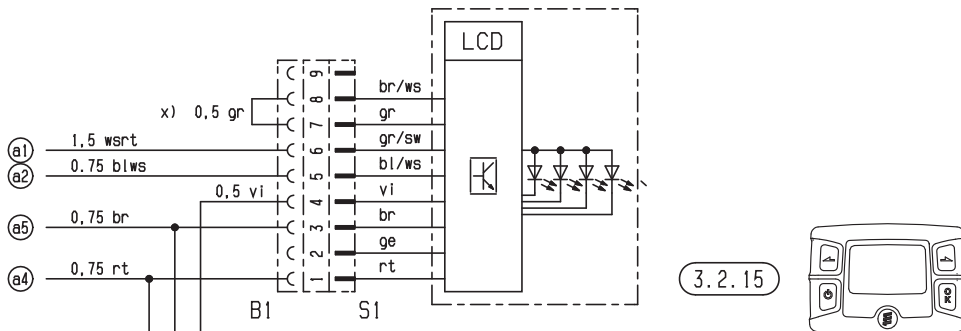 LCD
9
br/ws
8
x) 0,5 gr
gr
7
a1 1,5 wsrt
6
gr/sw
a2 0.75 blws
5
bl/ws
0,5 vi
4
vi
a5 0,75 br
3
br
2
ge
a4 0,75 rt
1
rt
B1 S1
3.2.15
OK